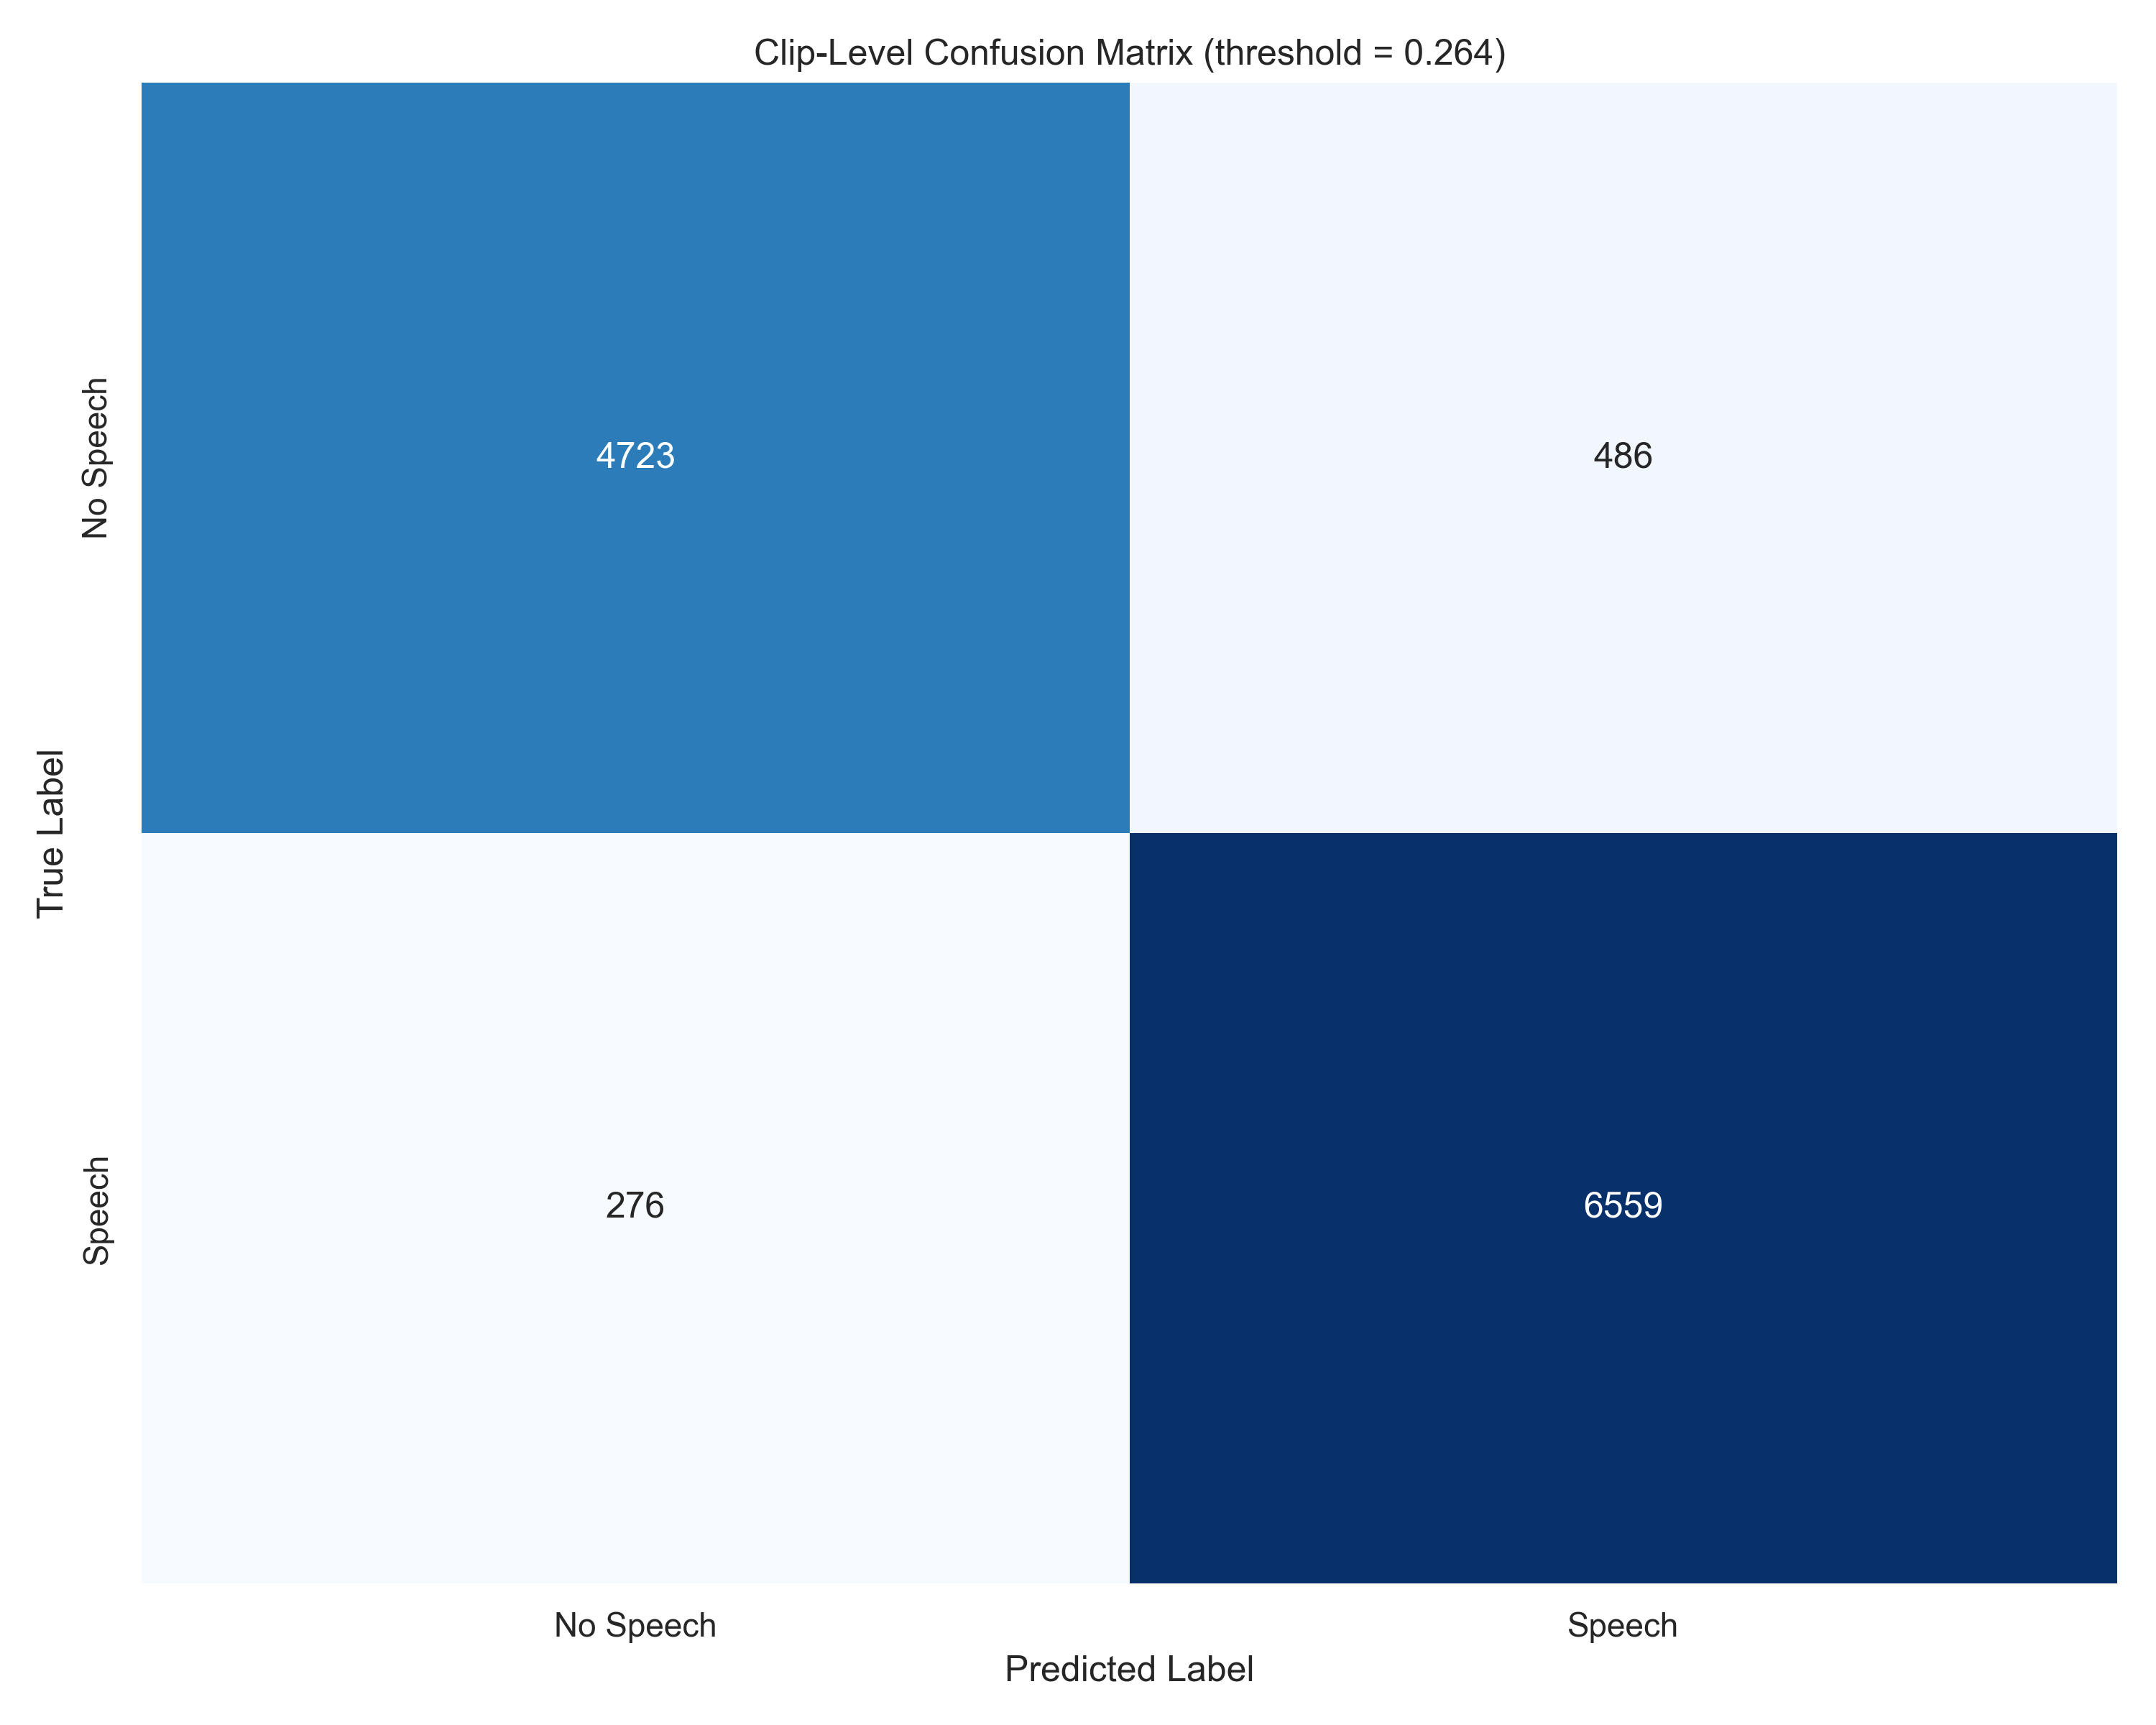 Clip-Level Confusion Matrix (threshold = 0.264)
True Label
No Speech
4723
486
Speech
276
6559
No Speech
Speech
Predicted Label